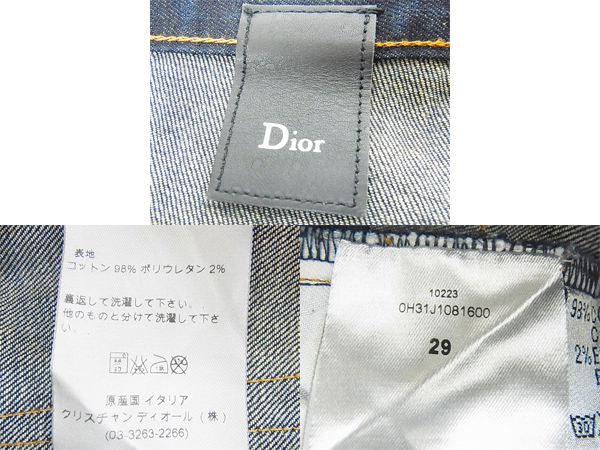 Dior
表地
コットン 98% ポリウレタン 2%
裏返して洗濯して下さい。
他のものと分けて洗濯して下さい。
原産国 イタリア
クリスチャン ディオール (株)
(03-3263-2266)
10223
0H31J1081600
29
2%
30